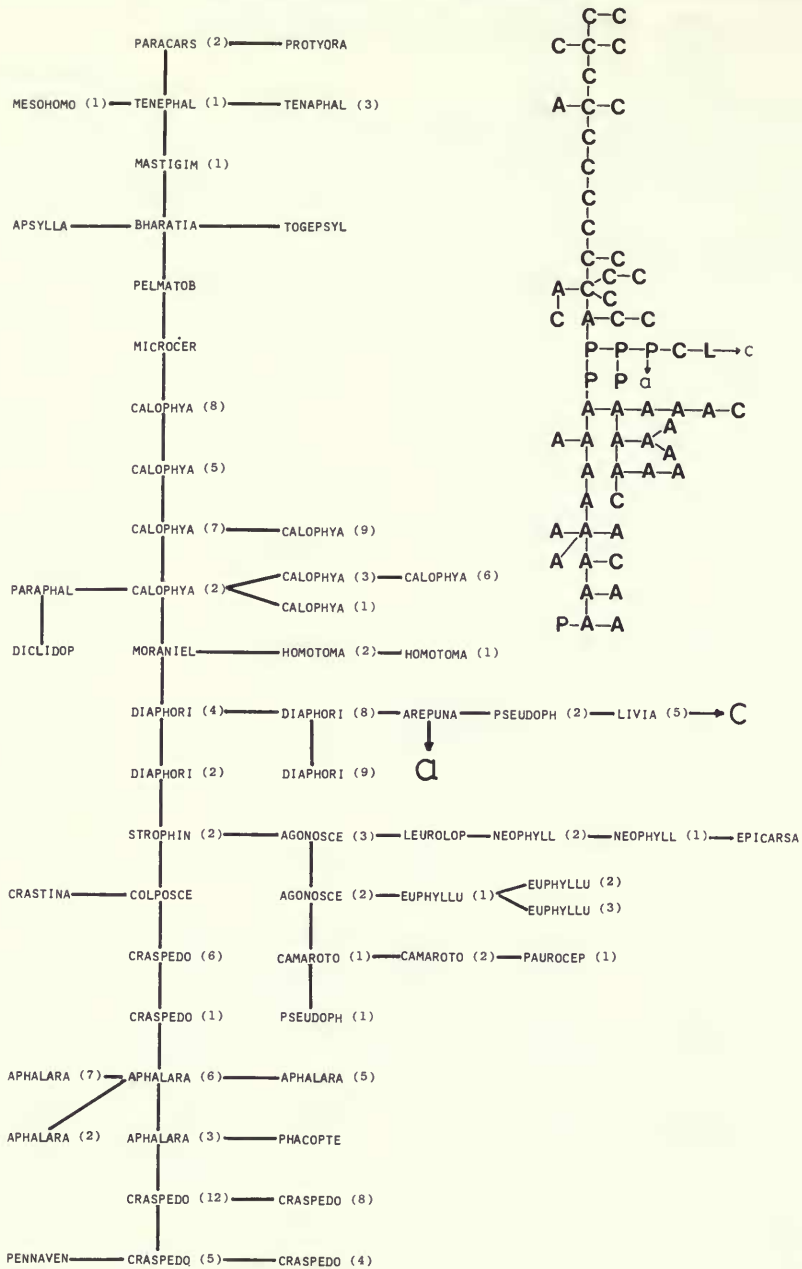 PARACARS (2) PROTYORA
MESOHOMO (1) TENEPHAL (1) TENAPHAL (3)
MASTIGIM (1)
APSYLLA BHARATIA TOGEPSYL
PELMATOB
MICROCER
CALOPHYA (8)
CALOPHYA (5)
CALOPHYA (7) CALOPHYA (9)
CALOPHYA (3) CALOPHYA (6)
PARAPHAL CALOPHYA (2)
CALOPHYA (1)
DICLIDOP MORANIEL HOMOTOMA (2) HOMOTOMA (1)
DIAPHORI (4) DIAPHORI (8) AREPUNA PSEUDOPH (2) LIVIA (5) C
DIAPHORI (2) DIAPHORI (9) a
STROPHIN (2) AGONOSCE (3) LEUROLOP NEOPHYLL (2) NEOPHYLL (1) EPICARSA
EUPHYLLU (2)
CRASTINA COLPOSCE AGONOSCE (2) EUPHYLLU (1)
EUPHYLLU (3)
CRASPEDO (6) CAMAROTO (1) CAMAROTO (2) PAUROCEP (1)
CRASPEDO (1) PSEUDOPH (1)
APHALARA (7) APHALARA (6) APHALARA (5)
APHALARA (2) APHALARA (3) PHACOPTE
CRASPEDO (12) CRASPEDO (8)
PENNAVEN CRASPEDO (5) CRASPEDO (4)
C-C
C-C-C
C
A-C-C
C
C
C
C
C-C
C-C
A-C
C
C A-C-C
P-P-P-C-L c
P P a
A-A-A-A-A-C
A
A-A A-A
A
A A-A-A
A C
A-A-A
A A-C
A-A
P-A-A